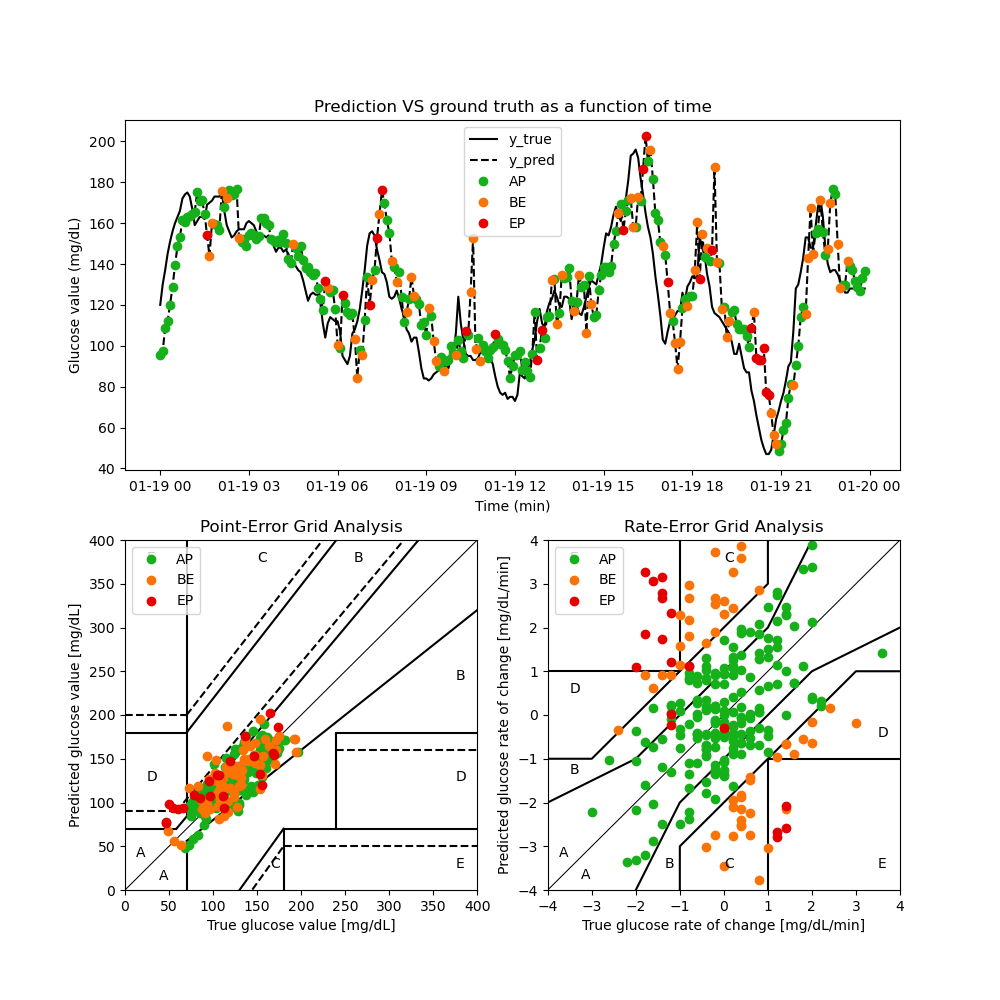 Prediction VS ground truth as a function of time
Glucose value (mg/dL)
200
180
160
140
120
100
80
60
40
y_true
y_pred
AP
BE
EP
01-19 00 01-19 03 01-19 06 01-19 09 01-19 12 01-19 15 01-19 18 01-19 21 01-20 00
Time (min)
Point-Error Grid Analysis
Predicted glucose value [mg/dL]
400
350
300
250
200
150
100
50
0
AP
BE
EP
C
B
B
D
D
A
A
C
E
0 50 100 150 200 250 300 350 400
True glucose value [mg/dL]
Rate-Error Grid Analysis
Predicted glucose rate of change [mg/dL/min]
4
3
2
1
0
−1
−2
−3
−4
AP
BE
EP
C
D
D
B
A
A
B
C
E
−4 −3 −2 −1 0 1 2 3 4
True glucose rate of change [mg/dL/min]